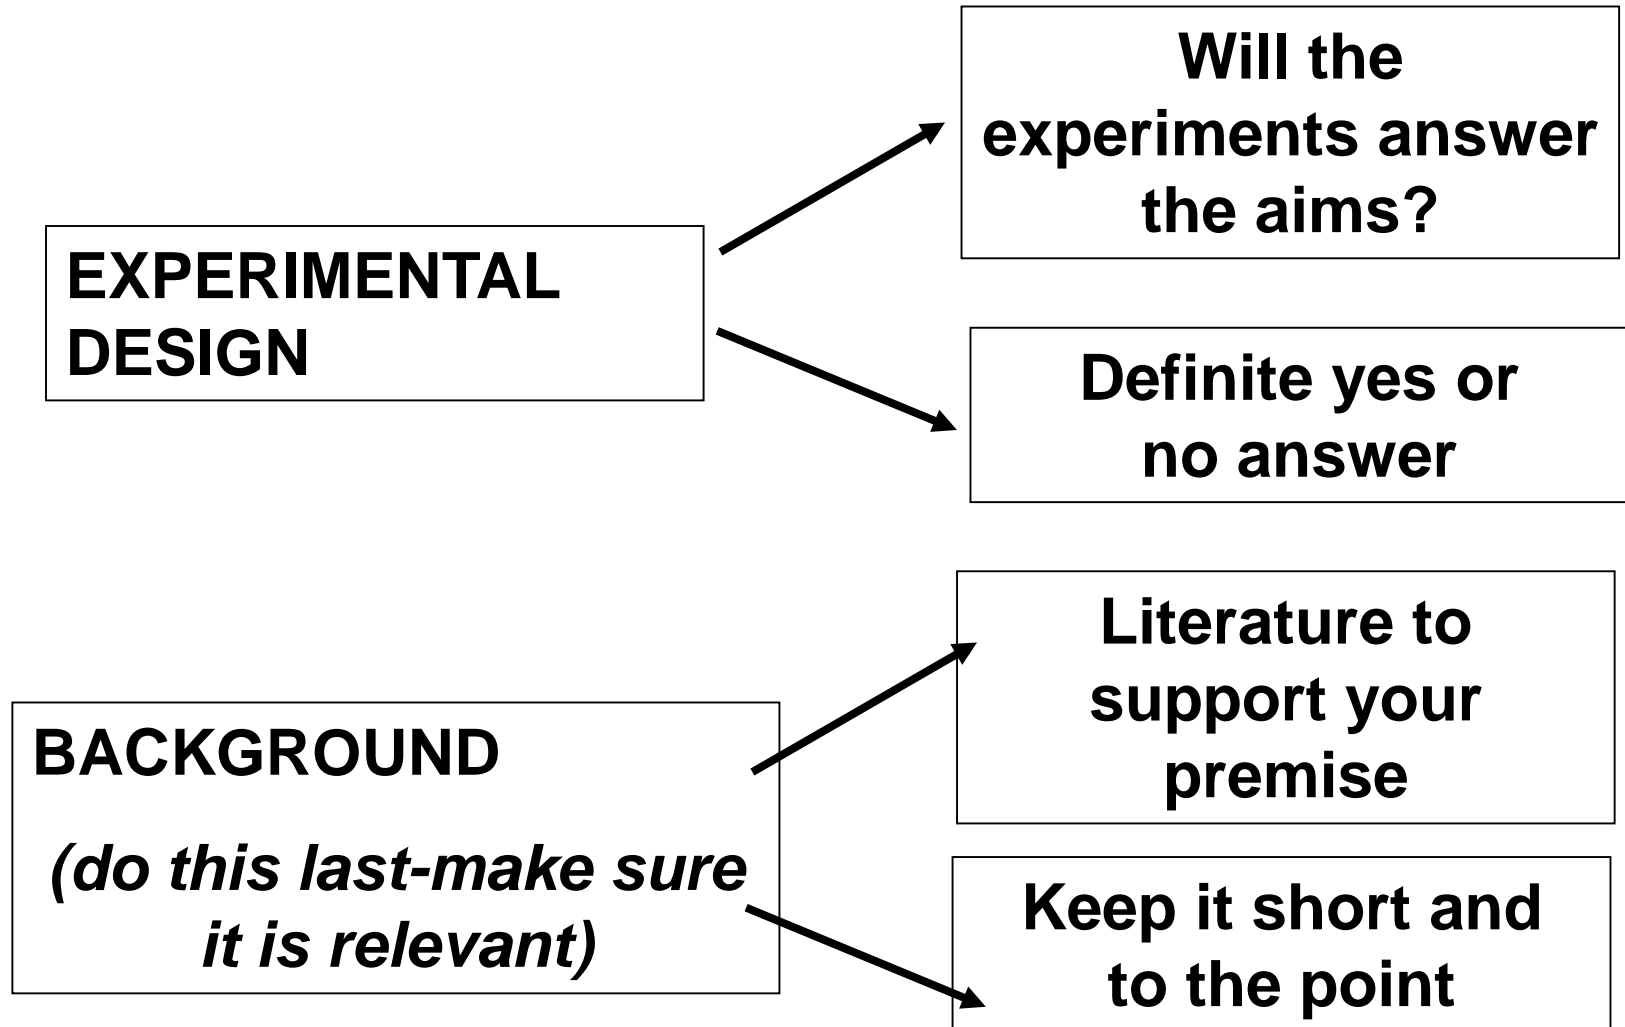 EXPERIMENTAL
DESIGN
Will the
experiments answer
the aims?
Definite yes or
no answer
BACKGROUND
(do this last-make sure
it is relevant)
Literature to
support your
premise
Keep it short and
to the point